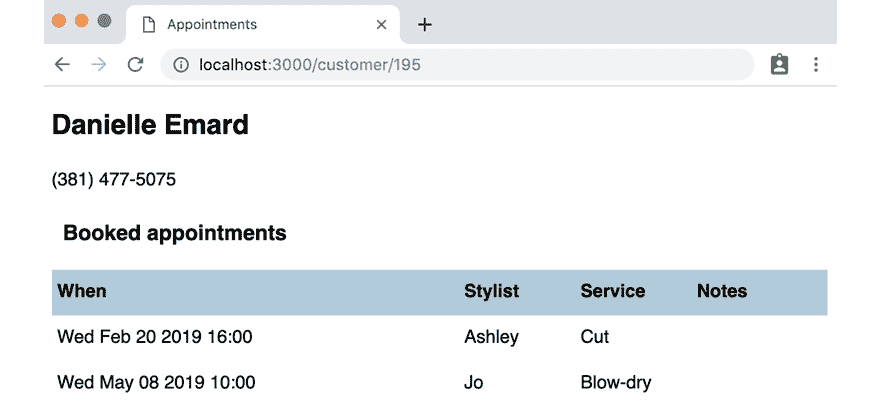 Appointments
localhost:3000/customer/195
Danielle Emard
(381) 477-5075
Booked appointments
When Stylist Service Notes
Wed Feb 20 2019 16:00 Ashley Cut
Wed May 08 2019 10:00 Jo Blow-dry